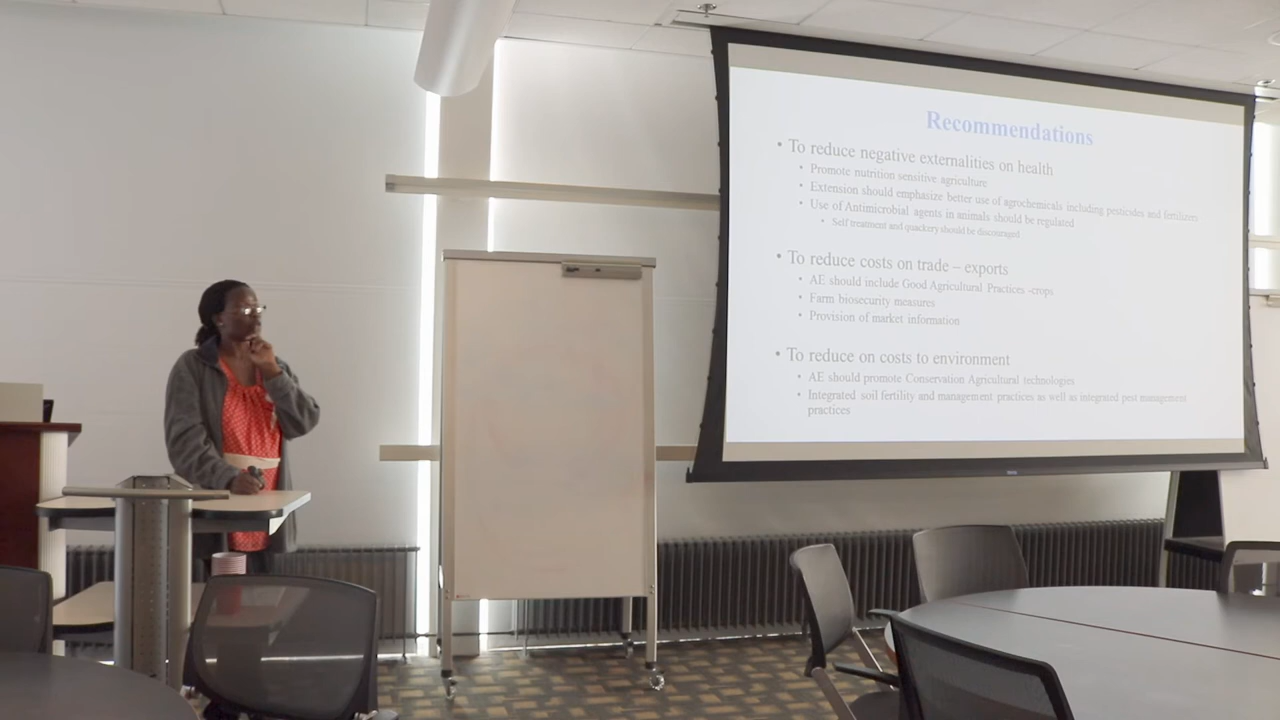 Recommendations
• To reduce negative externalities on health
• Promote nutrition sensitive agriculture
• Extension should emphasize better use of agrochemicals including pesticides and fertilizers
• Use of Antimicrobial agents in animals should be regulated
• Self treatment and quackery should be discouraged
• To reduce costs on trade – exports
• AE should include Good Agricultural Practices -crops
• Farm biosecurity measures
• Provision of market information
• To reduce on costs to environment
• AE should promote Conservation Agricultural technologies
• Integrated soil fertility and management practices as well as integrated pest management
practices